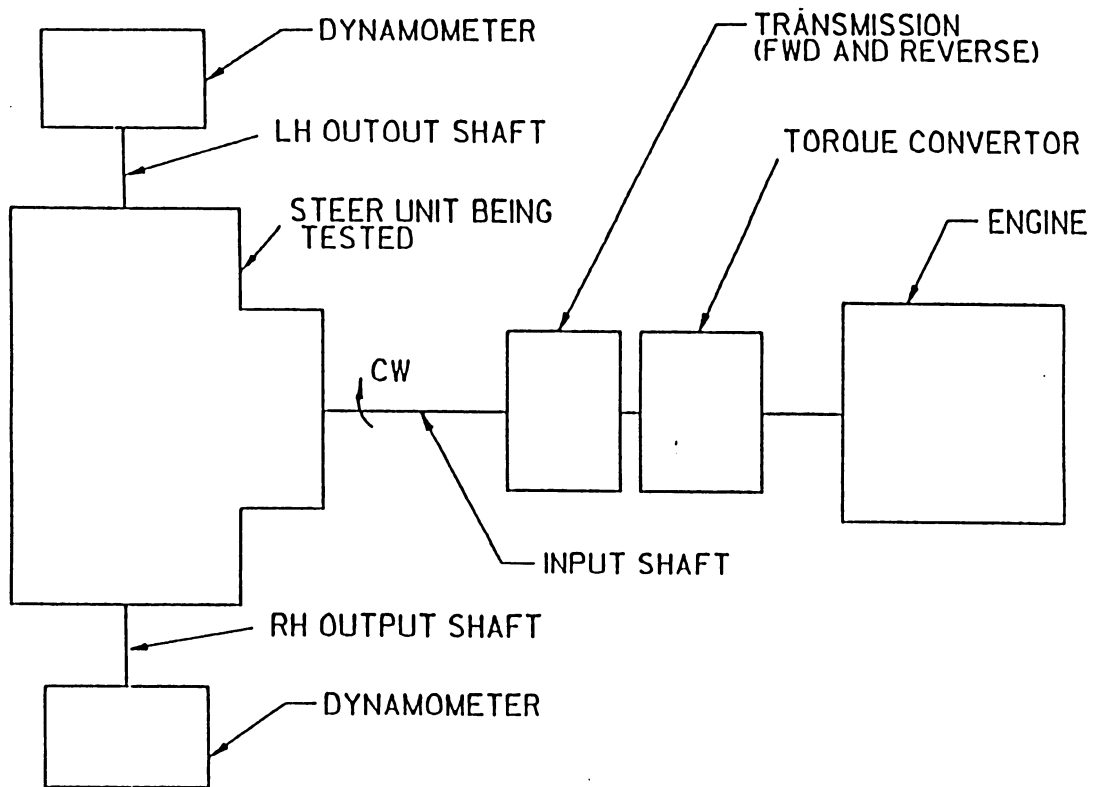 DYNAMOMETER
TRANSMISSION
(FWD AND REVERSE)
LH OUTOUT SHAFT
TORQUE CONVERTOR
STEER UNIT BEING
TESTED
ENGINE
CW
INPUT SHAFT
RH OUTPUT SHAFT
DYNAMOMETER